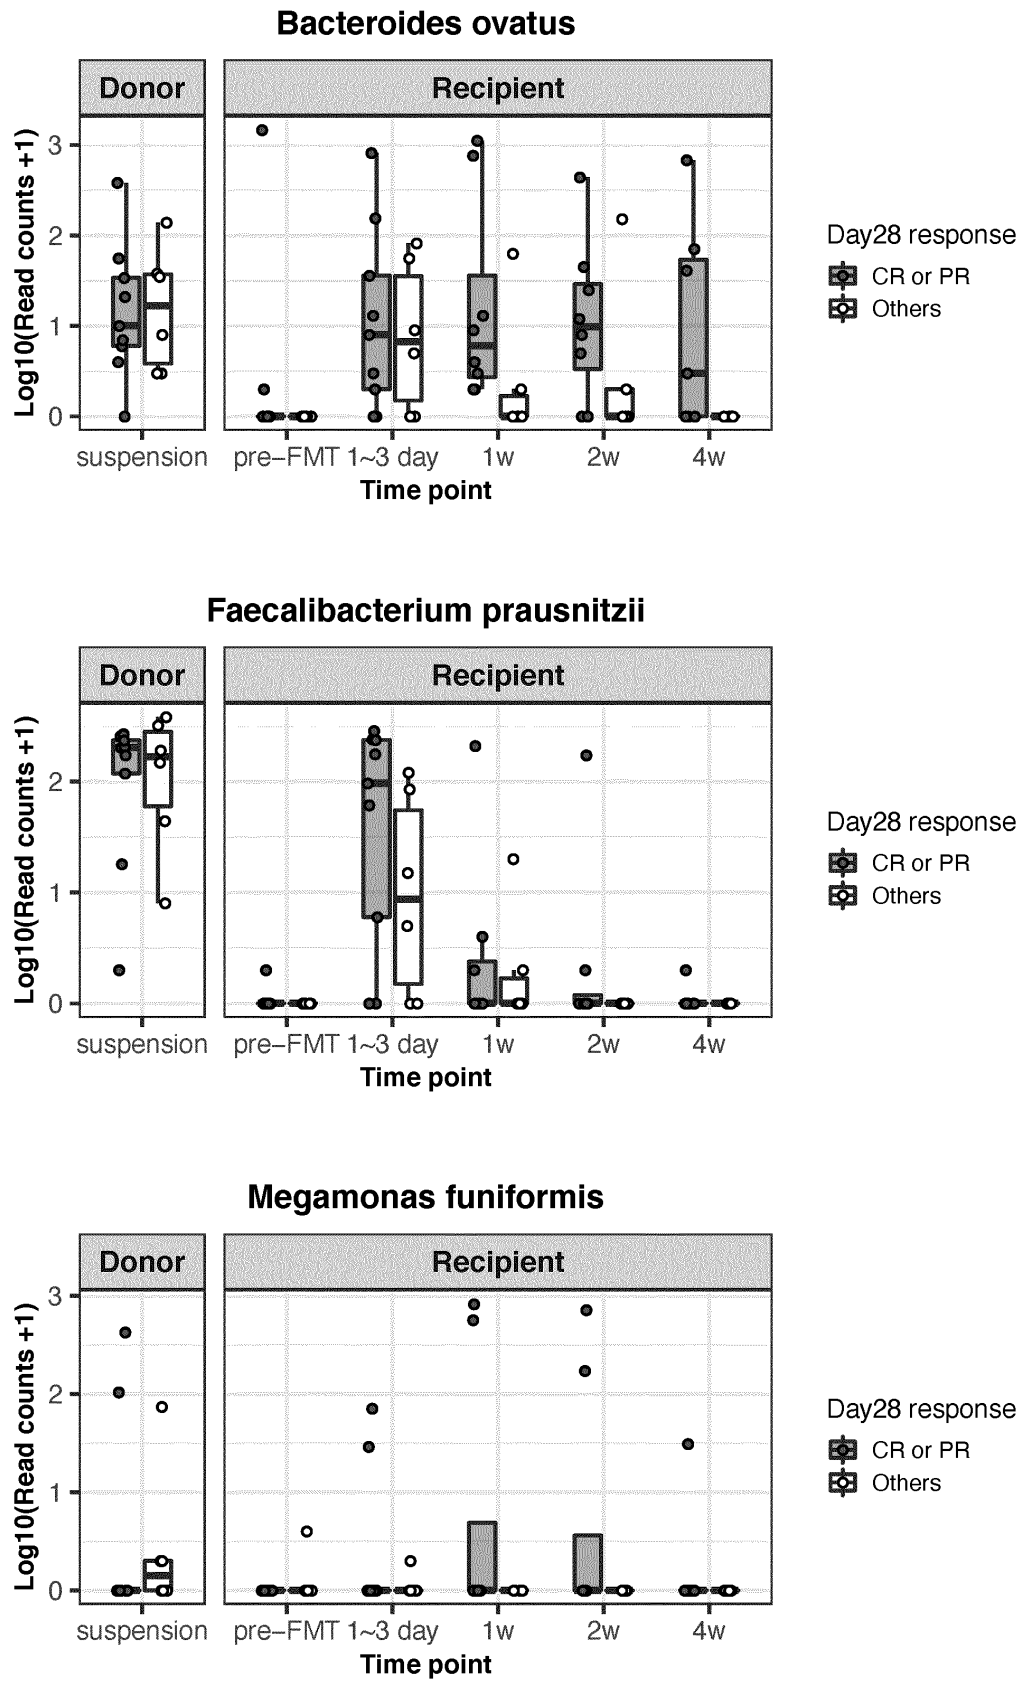 Bacteroides ovatus
Donor Recipient
Log10(Read counts +1)
3
2
1
0
suspension pre−FMT 1~3 day 1w 2w 4w
Time point
Day28 response
CR or PR
Others
Faecalibacterium prausnitzii
Donor Recipient
Log10(Read counts +1)
2
1
0
suspension pre−FMT 1~3 day 1w 2w 4w
Time point
Day28 response
CR or PR
Others
Megamonas funiformis
Donor Recipient
Log10(Read counts +1)
3
2
1
0
suspension pre−FMT 1~3 day 1w 2w 4w
Time point
Day28 response
CR or PR
Others